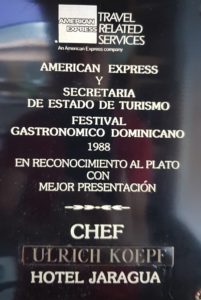 AMERICAN
EXPRESS
TRAVEL
RELATED
SERVICES
An American Express company
AMERICAN EXPRESS
Y
SECRETARIA
DE ESTADO DE TURISMO
FESTIVAL
GASTRONOMICO DOMINICANO
1988
EN RECONOCIMIENTO AL PLATO
CON
MEJOR PRESENTACIÓN
CHEF
ULRICH KOEPF
HOTEL JARAGUA